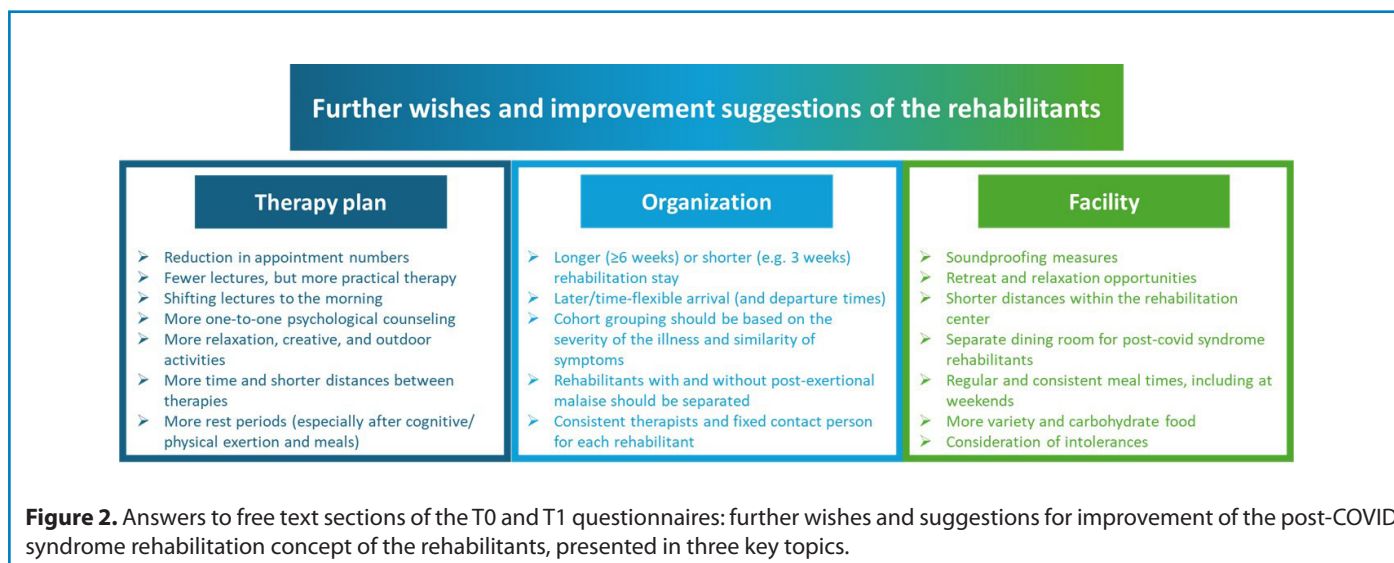 Further wishes and improvement suggestions of the rehabilitants
Therapy plan
➢ Reduction in appointment numbers
➢ Fewer lectures, but more practical therapy
➢ Shifting lectures to the morning
➢ More one-to-one psychological counseling
➢ More relaxation, creative, and outdoor
activities
➢ More time and shorter distances between
therapies
➢ More rest periods (especially after cognitive/
physical exertion and meals)
Organization
➢ Longer (≥6 weeks) or shorter (e.g. 3 weeks)
rehabilitation stay
➢ Later/time-flexible arrival (and departure times)
➢ Cohort grouping should be based on the
severity of the illness and similarity of
symptoms
➢ Rehabilitants with and without post-exertional
malaise should be separated
➢ Consistent therapists and fixed contact person
for each rehabilitant
Facility
➢ Soundproofing measures
➢ Retreat and relaxation opportunities
➢ Shorter distances within the rehabilitation
center
➢ Separate dining room for post-covid syndrome
rehabilitants
➢ Regular and consistent meal times, including at
weekends
➢ More variety and carbohydrate food
➢ Consideration of intolerances
Figure 2. Answers to free text sections of the T0 and T1 questionnaires: further wishes and suggestions for improvement of the post-COVID
syndrome rehabilitation concept of the rehabilitants, presented in three key topics.